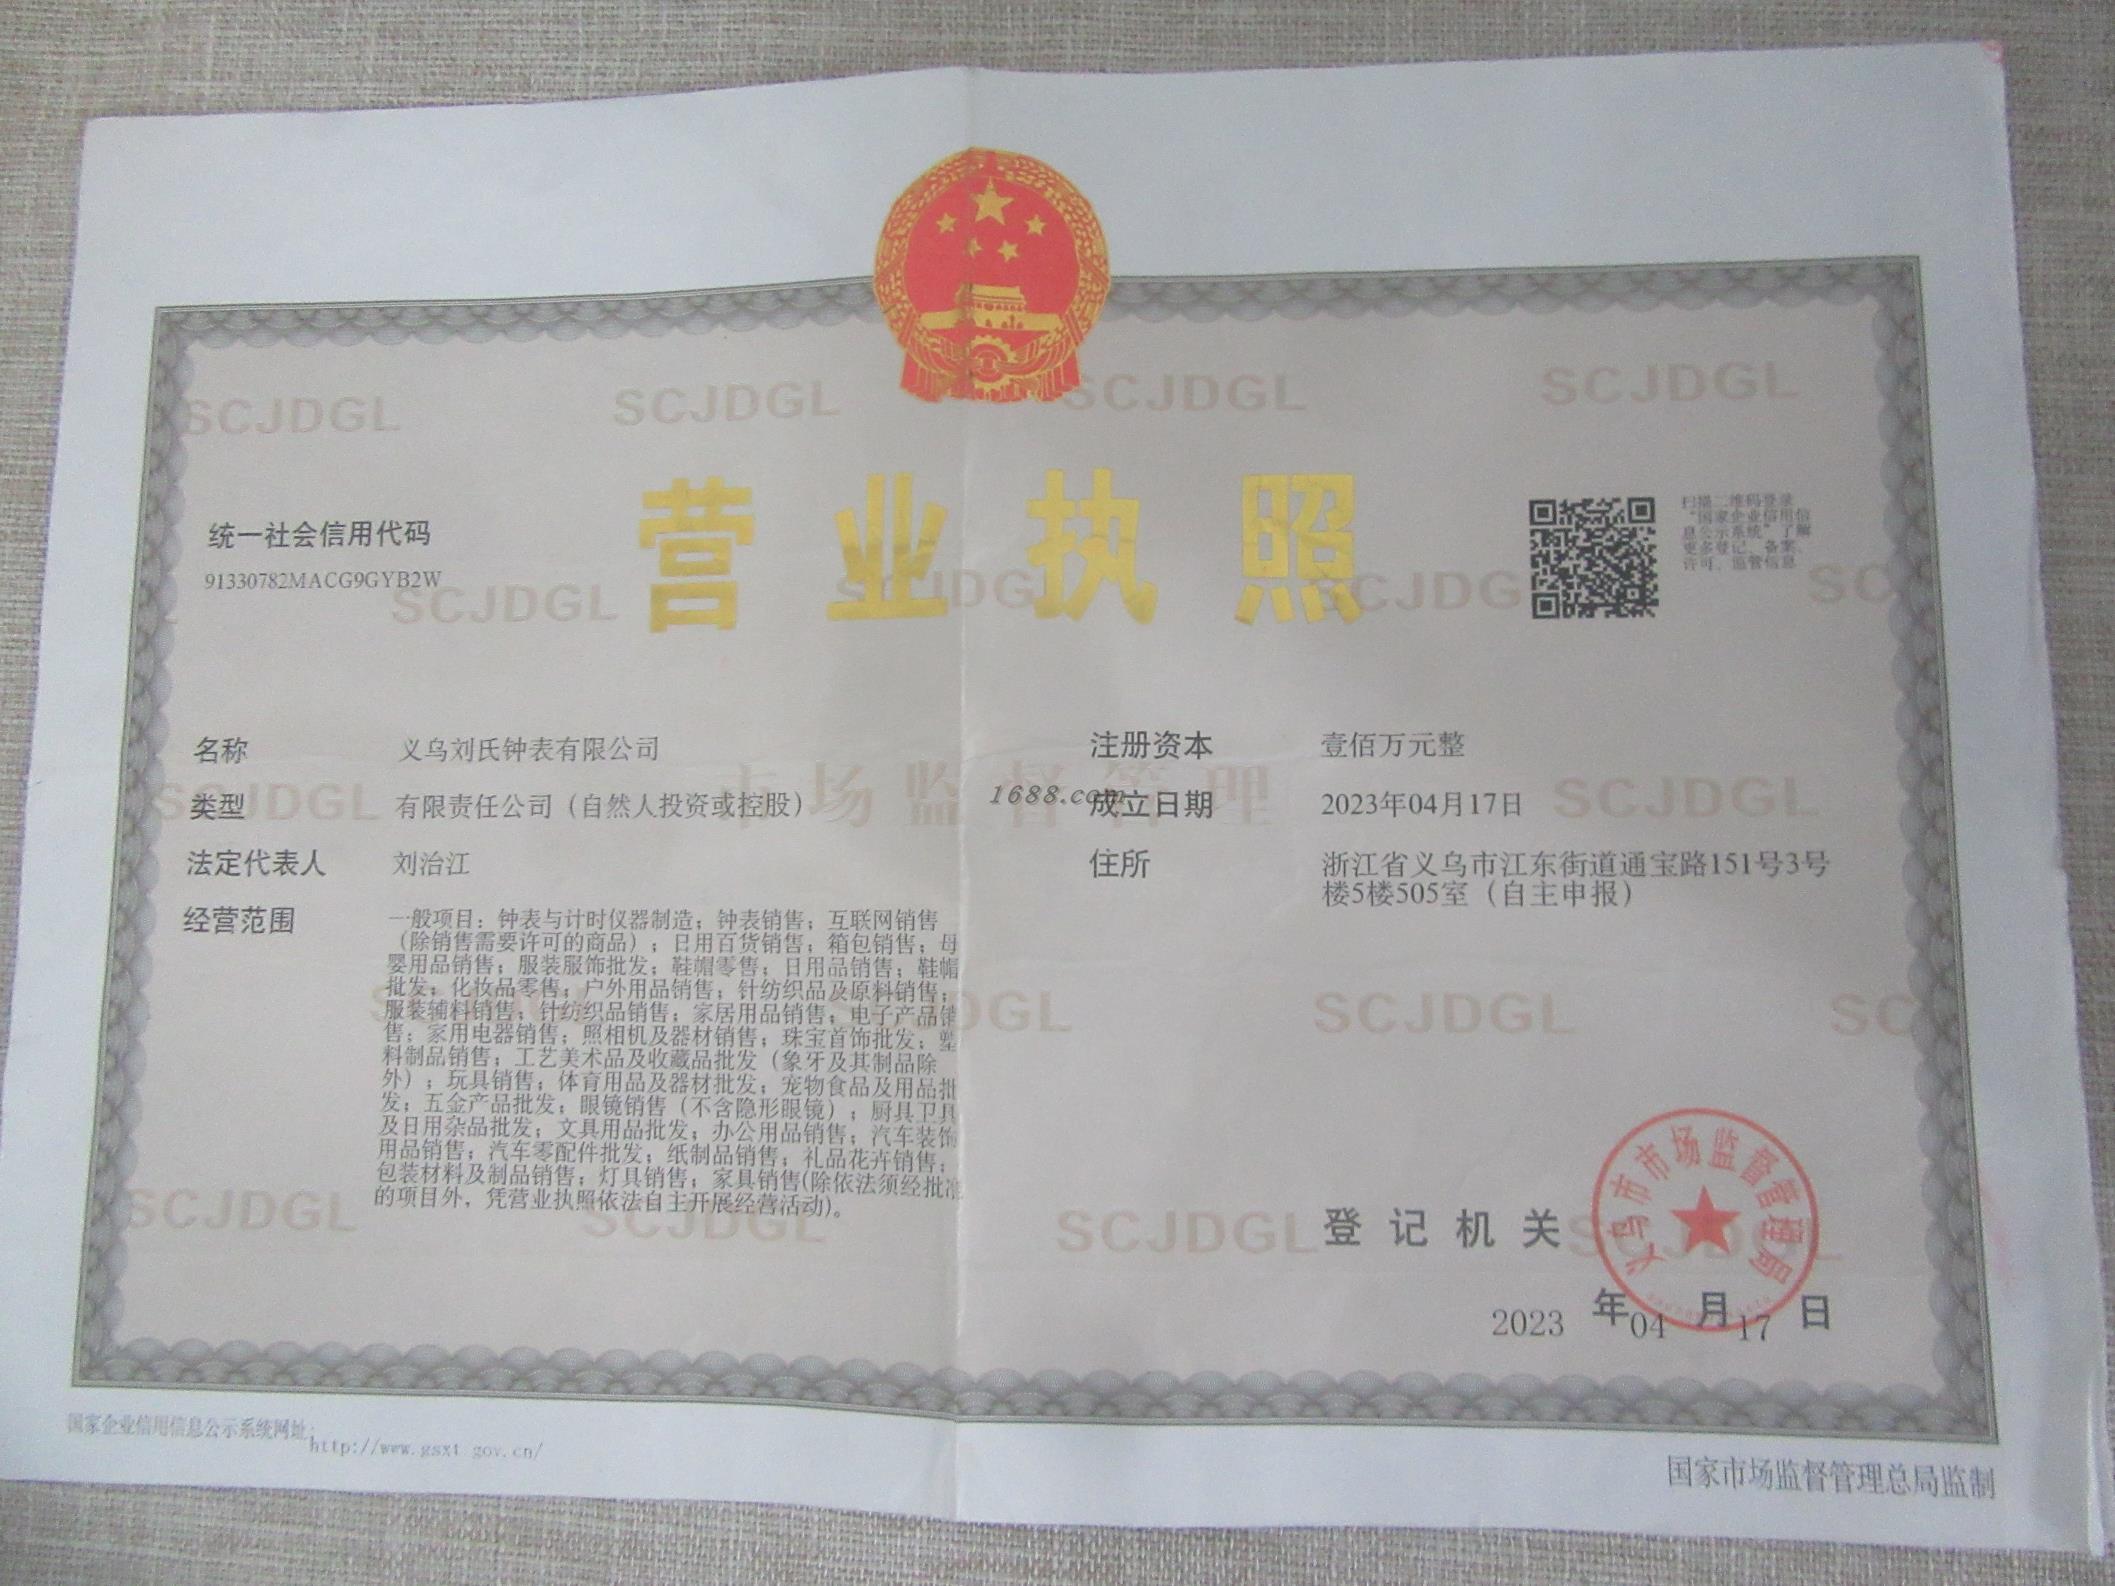 营业执照
统一社会信用代码
91330782MACG9GYB2W
扫描二维码登录
“国家企业信用信
息公示系统”了解
更多登记、备案、
许可、监管信息
名称 义乌刘氏钟表有限公司
类型 有限责任公司（自然人投资或控股）
法定代表人 刘治江
经营范围 一般项目：钟表与计时仪器制造；钟表销售；互联网销售
（除销售需要许可的商品）；日用百货销售；箱包销售；母
婴用品销售；服装服饰批发；鞋帽零售；日用品销售；鞋帽
批发；化妆品零售；户外用品销售；针纺织品及原料销售；
服装辅料销售；针纺织品销售；家居用品销售；电子产品销
售；家用电器销售；照相机及器材销售；珠宝首饰批发；塑
料制品销售；工艺美术品及收藏品批发（象牙及其制品除
外）；玩具销售；体育用品及器材批发；宠物食品及用品批
发；五金产品批发；眼镜销售（不含隐形眼镜）；厨具卫具
及日用杂品批发；文具用品批发；办公用品销售；汽车装饰
用品销售；汽车零配件批发；纸制品销售；礼品花卉销售；
包装材料及制品销售；灯具销售；家具销售(除依法须经批准
的项目外，凭营业执照依法自主开展经营活动)。
注册资本 壹佰万元整
成立日期 2023年04月17日
住所 浙江省义乌市江东街道通宝路151号3号
楼5楼505室（自主申报）
1688.com
市场监督管理
SCJDGL SCJDGL SCJDGL SCJDGL
登记机关
义乌市市场监督管理局
2023年04月17日
国家企业信用信息公示系统网址：
http://www.gsxt.gov.cn/
国家市场监督管理总局监制